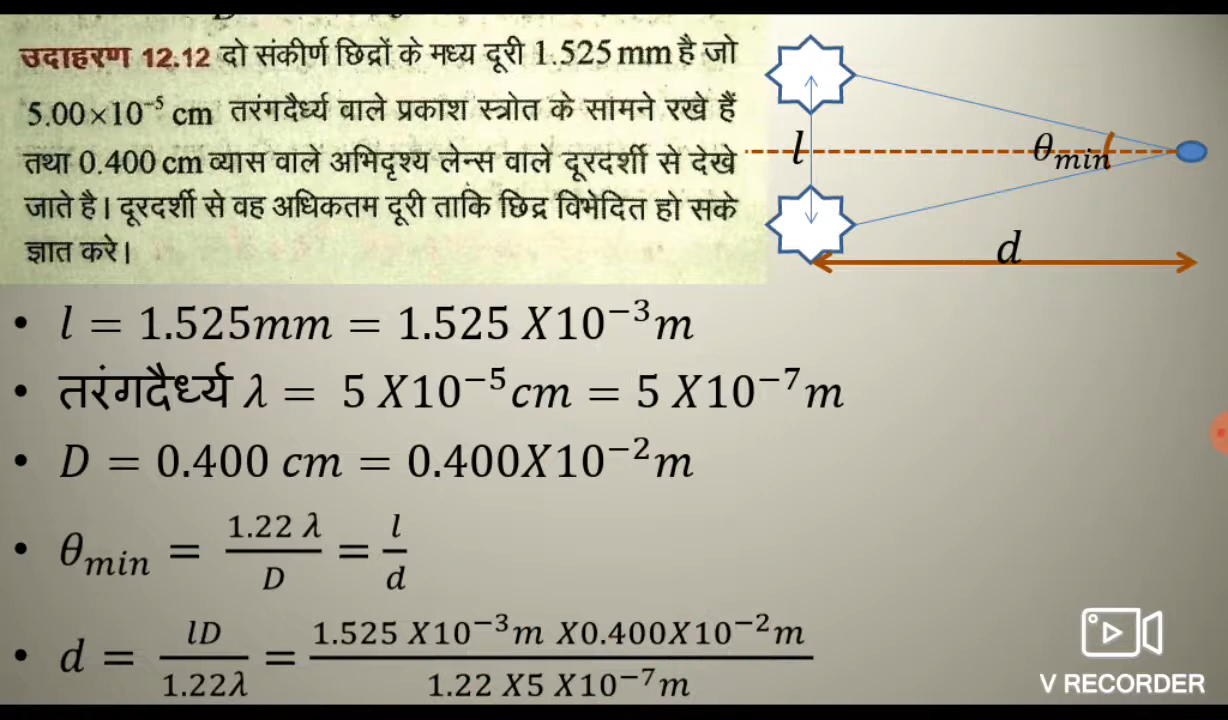 उदाहरण 12.12 दो संकीर्ण छिद्रों के मध्य दूरी 1.525 mm है जो
5.00×10⁻⁵ cm तरंगदैर्ध्य वाले प्रकाश स्त्रोत के सामने रखे हैं
तथा 0.400 cm व्यास वाले अभिदृश्य लेन्स वाले दूरदर्शी से देखे
जाते है। दूरदर्शी से वह अधिकतम दूरी ताकि छिद्र विभेदित हो सके
ज्ञात करे।
l
θ_min
d
• l = 1.525mm = 1.525 X10⁻³m
• तरंगदैर्ध्य λ = 5 X10⁻⁵cm = 5 X10⁻⁷m
• D = 0.400 cm = 0.400X10⁻²m
• θ_min = 1.22 λ / D = l / d
• d = lD / 1.22λ = 1.525 X10⁻³m X0.400X10⁻²m / 1.22 X5 X10⁻⁷m
V RECORDER